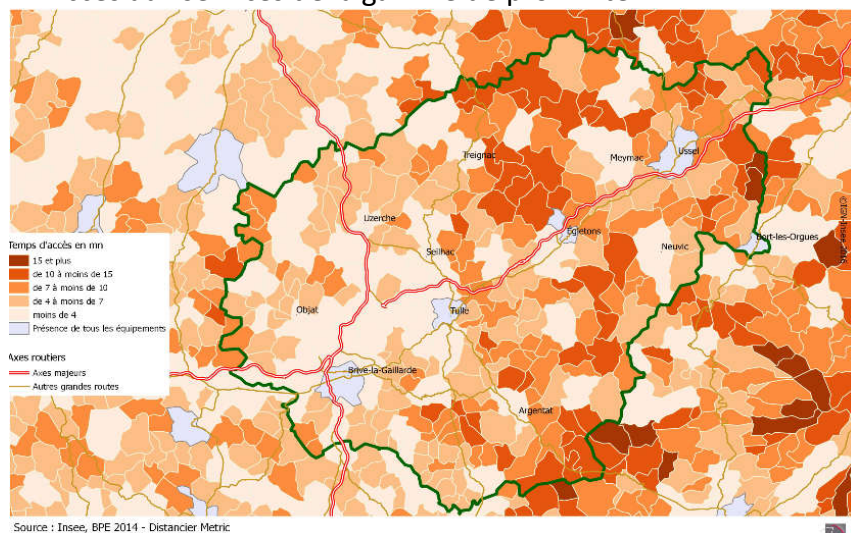 Treignac
Meymac
Ussel
Uzerche
Egletons
Seilhac
Neuvic
Bort-les-Orgues
Temps d'accès en mn
15 et plus
de 10 à moins de 15
de 7 à moins de 10
de 4 à moins de 7
moins de 4
Présence de tous les équipements
Objat
Tulle
Axes routiers
Axes majeurs
Autres grandes routes
Brive-la-Gaillarde
Argentat
Source : Insee, BPE 2014 - Distancier Metric